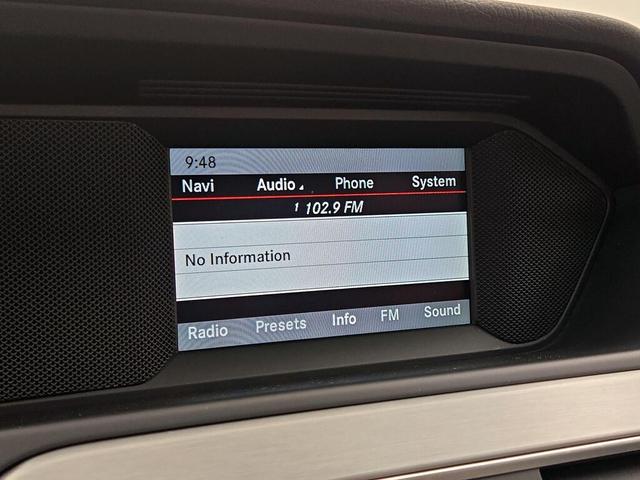 9:48
Navi Audio Phone System
1 102.9 FM
No Information
Radio Presets Info FM Sound